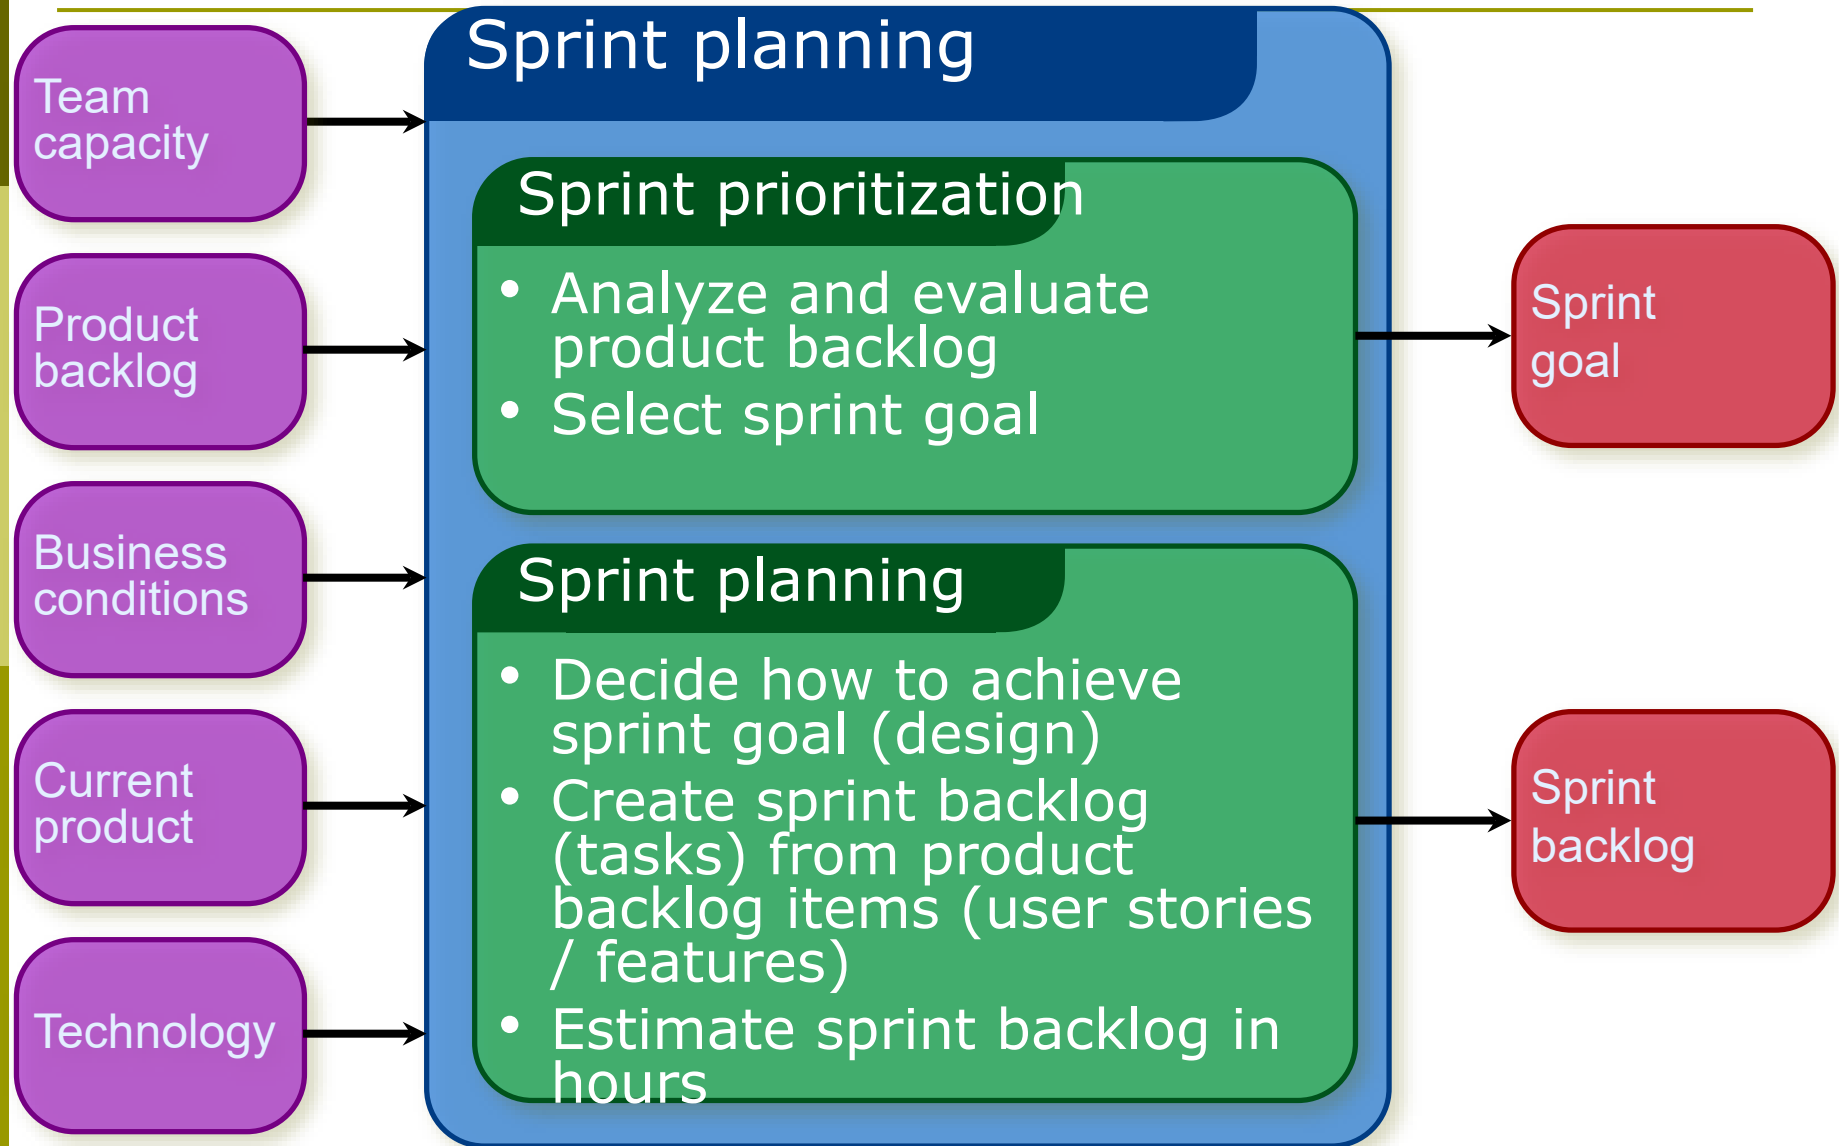 Team
capacity
Product
backlog
Business
conditions
Current
product
Technology
Sprint planning
Sprint prioritization
• Analyze and evaluate
product backlog
• Select sprint goal
Sprint planning
• Decide how to achieve
sprint goal (design)
• Create sprint backlog
(tasks) from product
backlog items (user stories
/ features)
• Estimate sprint backlog in
hours
Sprint
goal
Sprint
backlog